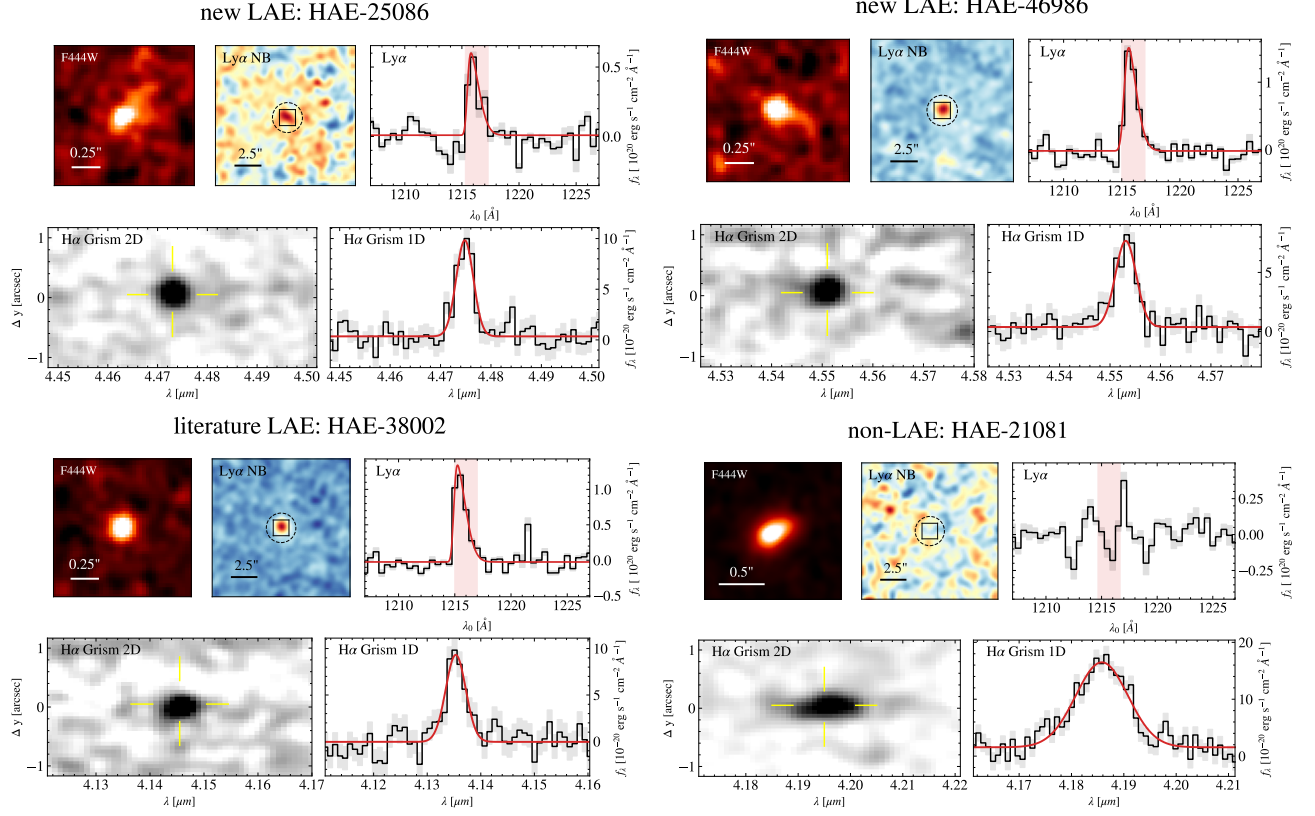 new LAE: HAE-25086
F444W
0.25"
Lyα NB
2.5"
Lyα
0.5
0.0
1210
1215
1220
1225
λ0 [Å]
fλ [ 10^20 erg s−1 cm−2 Å−1]
Hα Grism 2D
1
0
−1
Δ y [arcsec]
4.45
4.46
4.47
4.48
4.49
4.50
λ [μm]
Hα Grism 1D
10
5
0
4.45
4.46
4.47
4.48
4.49
4.50
λ [μm]
fλ [10−20 erg s−1 cm−2 Å−1]
new LAE: HAE-46986
F444W
0.25"
Lyα NB
2.5"
Lyα
1
0
1210
1215
1220
1225
λ0 [Å]
fλ [ 10^20 erg s−1 cm−2 Å−1]
Hα Grism 2D
1
0
−1
Δ y [arcsec]
4.53
4.54
4.55
4.56
4.57
4.58
λ [μm]
Hα Grism 1D
5
0
4.53
4.54
4.55
4.56
4.57
λ [μm]
fλ [10−20 erg s−1 cm−2 Å−1]
literature LAE: HAE-38002
F444W
0.25"
Lyα NB
2.5"
Lyα
1.0
0.5
0.0
−0.5
1210
1215
1220
1225
λ0 [Å]
fλ [ 10^20 erg s−1 cm−2 Å−1]
Hα Grism 2D
1
0
−1
Δ y [arcsec]
4.13
4.14
4.15
4.16
4.17
λ [μm]
Hα Grism 1D
10
5
0
4.11
4.12
4.13
4.14
4.15
4.16
λ [μm]
fλ [10−20 erg s−1 cm−2 Å−1]
non-LAE: HAE-21081
F444W
0.5"
Lyα NB
2.5"
Lyα
0.25
0.00
−0.25
1210
1215
1220
1225
λ0 [Å]
fλ [ 10^20 erg s−1 cm−2 Å−1]
Hα Grism 2D
1
0
−1
Δ y [arcsec]
4.18
4.19
4.20
4.21
4.22
λ [μm]
Hα Grism 1D
20
10
0
4.17
4.18
4.19
4.20
4.21
λ [μm]
fλ [10−20 erg s−1 cm−2 Å−1]